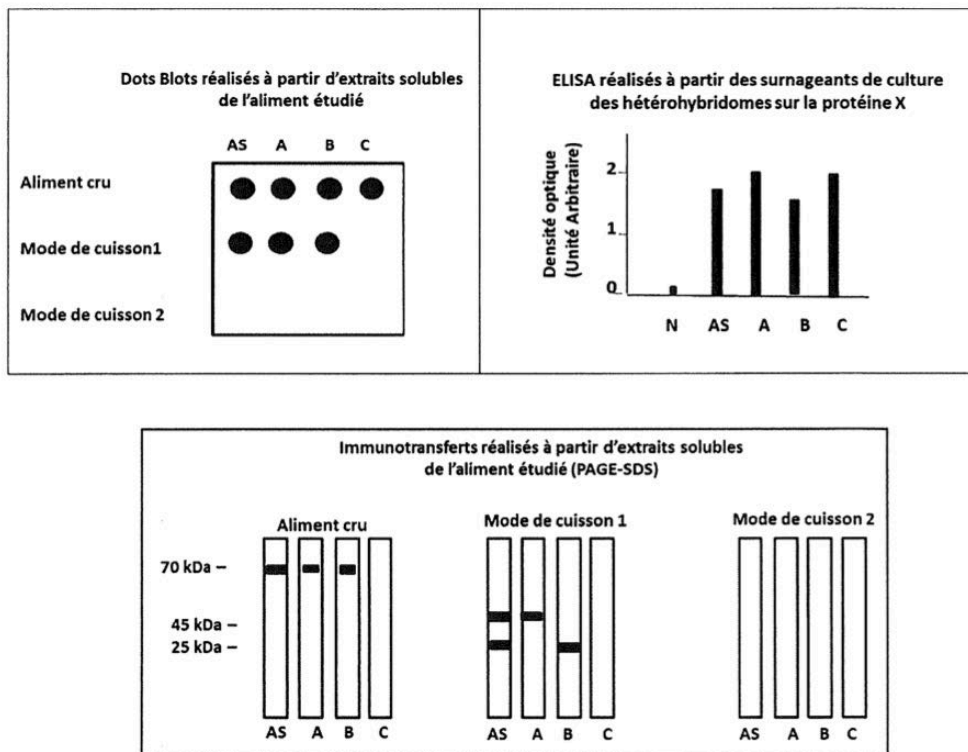 Dots Blots réalisés à partir d'extraits solubles
de l'aliment étudié
AS A B C
Aliment cru
Mode de cuisson1
Mode de cuisson 2
ELISA réalisés à partir des surnageants de culture
des hétérohybridomes sur la protéine X
Densité optique
(Unité Arbitraire)
2
1
0
N AS A B C
Immunotransferts réalisés à partir d'extraits solubles
de l'aliment étudié (PAGE-SDS)
Aliment cru
Mode de cuisson 1
Mode de cuisson 2
70 kDa –
45 kDa –
25 kDa –
AS A B C
AS A B C
AS A B C